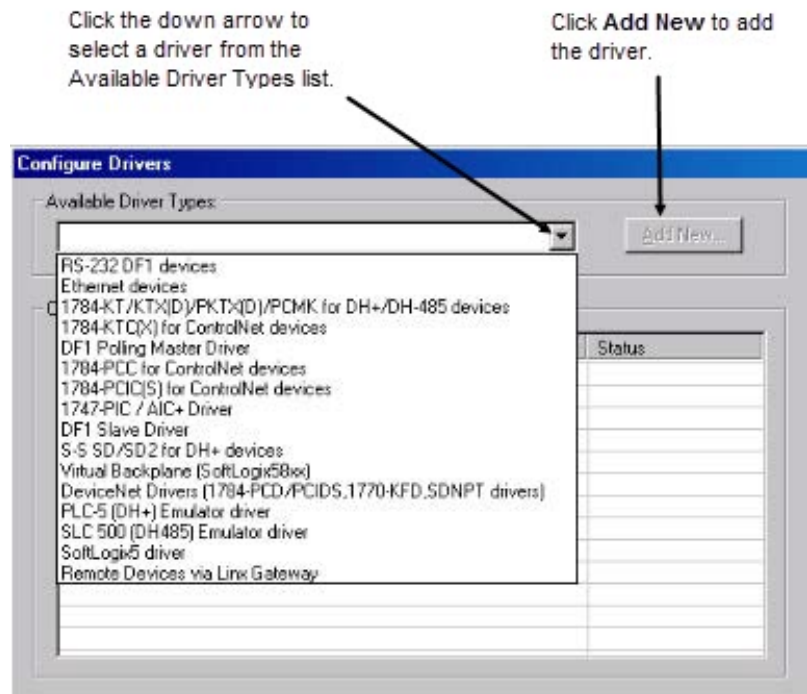 Click the down arrow to
select a driver from the
Available Driver Types list.
Click Add New to add
the driver.
Configure Drivers
Available Driver Types:
Add New...
RS-232 DF1 devices
Ethernet devices
1784-KT/KTX(D)/PKTX(D)/PCMK for DH+/DH-485 devices
1784-KTC(X) for ControlNet devices
DF1 Polling Master Driver
1784-PCC for ControlNet devices
1784-PCIC(S) for ControlNet devices
1747-PIC / AIC+ Driver
DF1 Slave Driver
S-S SD/SD2 for DH+ devices
Virtual Backplane (SoftLogix58xx)
DeviceNet Drivers (1784-PCD/PCIDS,1770-KFD,SDNPT drivers)
PLC-5 (DH+) Emulator driver
SLC 500 (DH485) Emulator driver
SoftLogix5 driver
Remote Devices via Linx Gateway
Status